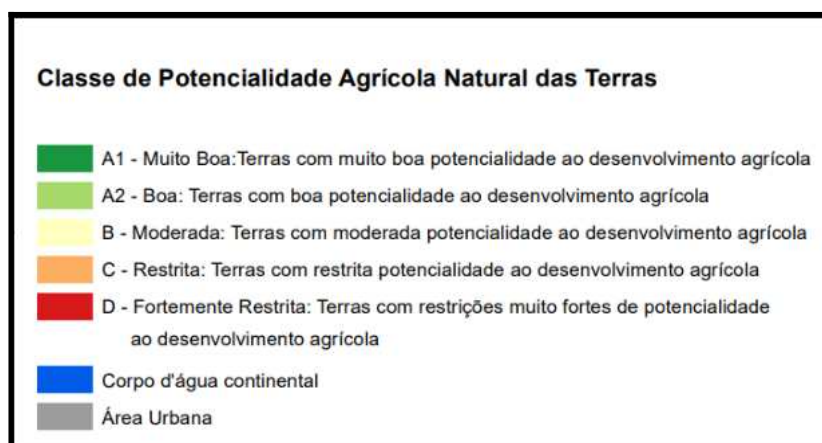 Classe de Potencialidade Agrícola Natural das Terras
A1 - Muito Boa:Terras com muito boa potencialidade ao desenvolvimento agrícola
A2 - Boa: Terras com boa potencialidade ao desenvolvimento agrícola
B - Moderada: Terras com moderada potencialidade ao desenvolvimento agrícola
C - Restrita: Terras com restrita potencialidade ao desenvolvimento agrícola
D - Fortemente Restrita: Terras com restrições muito fortes de potencialidade
ao desenvolvimento agrícola
Corpo d'água continental
Área Urbana